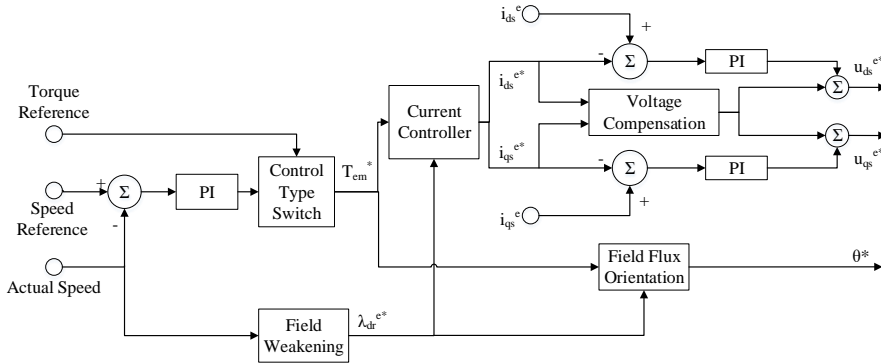 i_ds^e
+
-
Σ
PI
u_ds^e*
Σ
i_ds^e*
Torque
Reference
Current
Controller
Voltage
Compensation
i_qs^e*
Σ
u_qs^e*
-
Σ
PI
+
i_qs^e
Control
Type
Switch
T_em^*
+
Σ
PI
Speed
Reference
-
Actual Speed
Field Flux
Orientation
θ*
Field
Weakening
λ_dr^e*